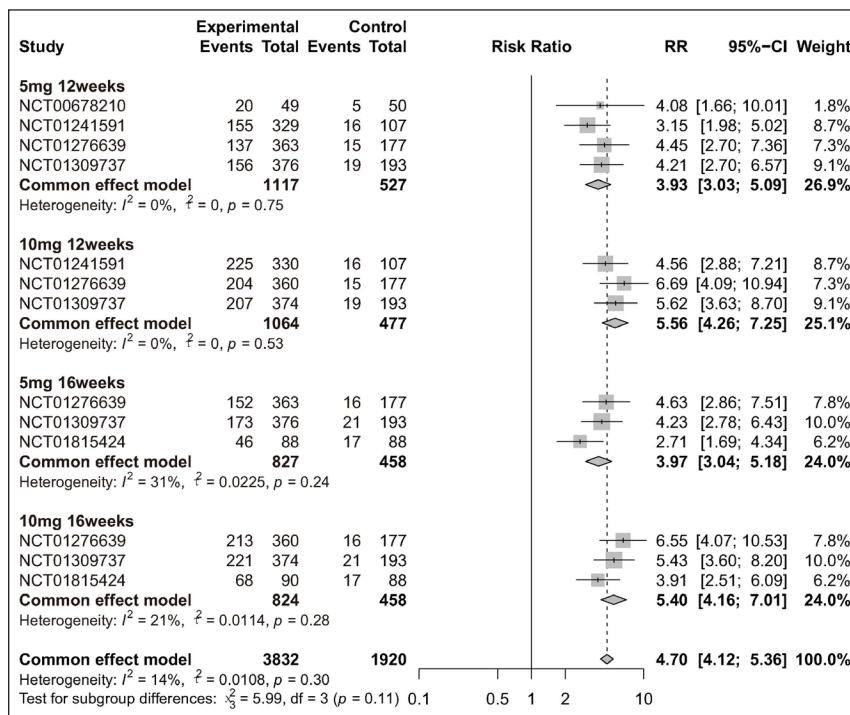 Experimental Control
Study Events Total Events Total Risk Ratio RR 95%−CI Weight
5mg 12weeks
NCT00678210 20 49 5 50 4.08 [1.66; 10.01] 1.8%
NCT01241591 155 329 16 107 3.15 [1.98; 5.02] 8.7%
NCT01276639 137 363 15 177 4.45 [2.70; 7.36] 7.3%
NCT01309737 156 376 19 193 4.21 [2.70; 6.57] 9.1%
Common effect model 1117 527 3.93 [3.03; 5.09] 26.9%
Heterogeneity: I² = 0%, τ² = 0, p = 0.75
10mg 12weeks
NCT01241591 225 330 16 107 4.56 [2.88; 7.21] 8.7%
NCT01276639 204 360 15 177 6.69 [4.09; 10.94] 7.3%
NCT01309737 207 374 19 193 5.62 [3.63; 8.70] 9.1%
Common effect model 1064 477 5.56 [4.26; 7.25] 25.1%
Heterogeneity: I² = 0%, τ² = 0, p = 0.53
5mg 16weeks
NCT01276639 152 363 16 177 4.63 [2.86; 7.51] 7.8%
NCT01309737 173 376 21 193 4.23 [2.78; 6.43] 10.0%
NCT01815424 46 88 17 88 2.71 [1.69; 4.34] 6.2%
Common effect model 827 458 3.97 [3.04; 5.18] 24.0%
Heterogeneity: I² = 31%, τ² = 0.0225, p = 0.24
10mg 16weeks
NCT01276639 213 360 16 177 6.55 [4.07; 10.53] 7.8%
NCT01309737 221 374 21 193 5.43 [3.60; 8.20] 10.0%
NCT01815424 68 90 17 88 3.91 [2.51; 6.09] 6.2%
Common effect model 824 458 5.40 [4.16; 7.01] 24.0%
Heterogeneity: I² = 21%, τ² = 0.0114, p = 0.28
Common effect model 3832 1920 4.70 [4.12; 5.36] 100.0%
Heterogeneity: I² = 14%, τ² = 0.0108, p = 0.30
Test for subgroup differences: χ²₃ = 5.99, df = 3 (p = 0.11) 0.1 0.5 1 2 10